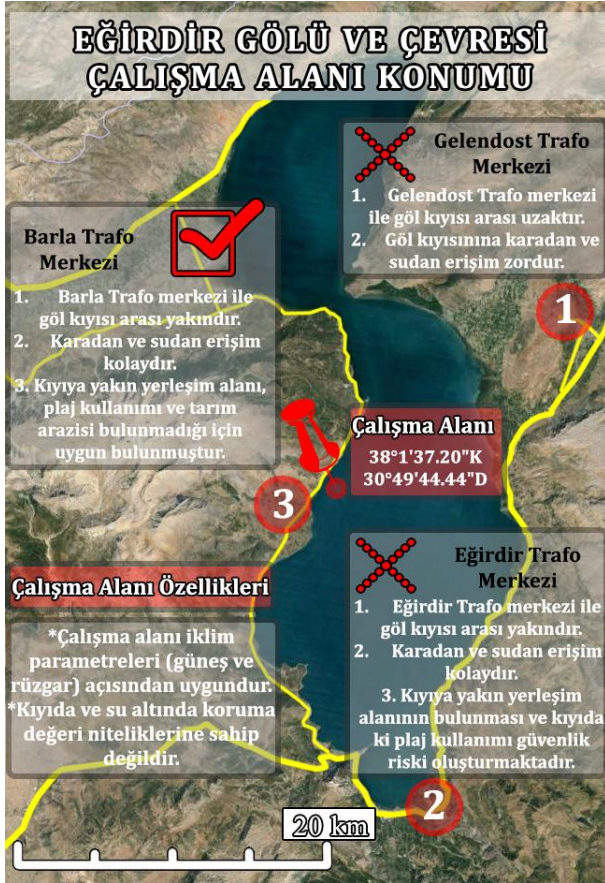 EĞİRDİR GÖLÜ VE ÇEVRESİ
ÇALIŞMA ALANI KONUMU
Gelendost Trafo
Merkezi
1. Gelendost Trafo merkezi
ile göl kıyısı arası uzaktır.
2. Göl kıyısınına karadan ve
sudan erişim zordur.
Barla Trafo
Merkezi
1. Barla Trafo merkezi ile
göl kıyısı arası yakındır.
2. Karadan ve sudan erişim
kolaydır.
3. Kıyıya yakın yerleşim alanı,
plaj kullanımı ve tarım
arazisi bulunmadığı için
uygun bulunmuştur.
1
Çalışma Alanı
38°1'37.20"K
30°49'44.44"D
3
Eğirdir Trafo
Merkezi
1. Eğirdir Trafo merkezi ile
göl kıyısı arası yakındır.
2. Karadan ve sudan erişim
kolaydır.
3. Kıyıya yakın yerleşim
alanının bulunması ve kıyıda
ki plaj kullanımı güvenlik
riski oluşturmaktadır.
Çalışma Alanı Özellikleri
*Çalışma alanı iklim
parametreleri (güneş ve
rüzgar) açısından uygundur.
*Kıyıda ve su altında koruma
değeri niteliklerine sahip
değildir.
2
20 km